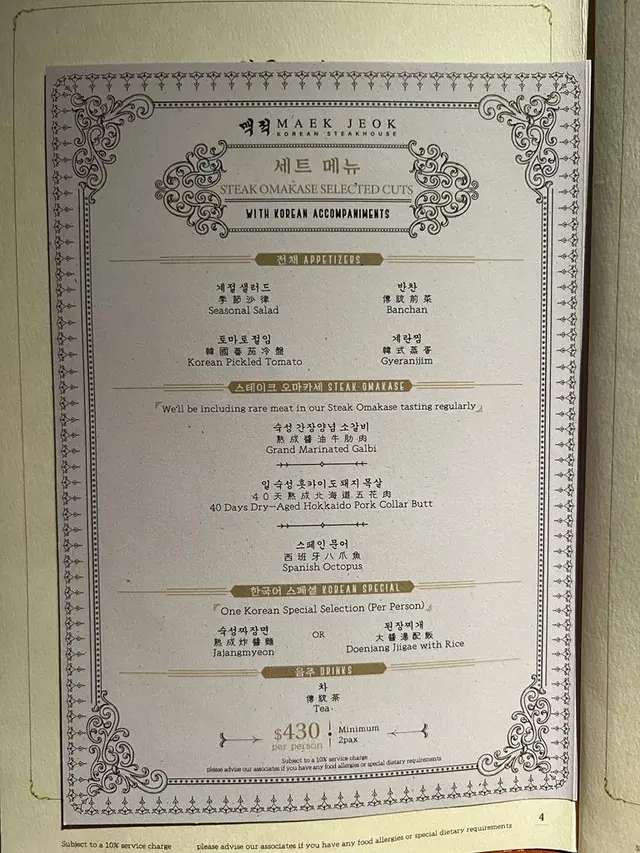 맥적 MAEK JEOK
KOREAN STEAKHOUSE
세트 메뉴
STEAK OMAKASE SELECTED CUTS
WITH KOREAN ACCOMPANIMENTS
전채 APPETIZERS
계절 샐러드
季節沙律
Seasonal Salad
반찬
傳統前菜
Banchan
토마토 절임
韓國蕃茄冷盤
Korean Pickled Tomato
계란찜
韓式蒸蛋
Gyeranjjim
스테이크 오마카세 STEAK OMAKASE
「We'll be including rare meat in our Steak Omakase tasting regularly」
숙성 간장양념 소갈비
熟成醬油牛肋肉
Grand Marinated Galbi
일 숙성 홋카이도 돼지 목살
40天熟成北海道五花肉
40 Days Dry-Aged Hokkaido Pork Collar Butt
스페인 문어
西班牙八爪魚
Spanish Octopus
한국어 스페셜 KOREAN SPECIAL
「One Korean Special Selection (Per Person)」
숙성짜장면
熟成炸醬麵
Jajangmyeon
OR
된장찌개
大醬湯配飯
Doenjang Jjigae with Rice
음주 DRINKS
차
傳統茶
Tea
$430
per person
Minimum
2pax
Subject to a 10% service charge
please advise our associates if you have any food allergies or special dietary requirements
4
Subject to a 10% service charge please advise our associates if you have any food allergies or special dietary requirements